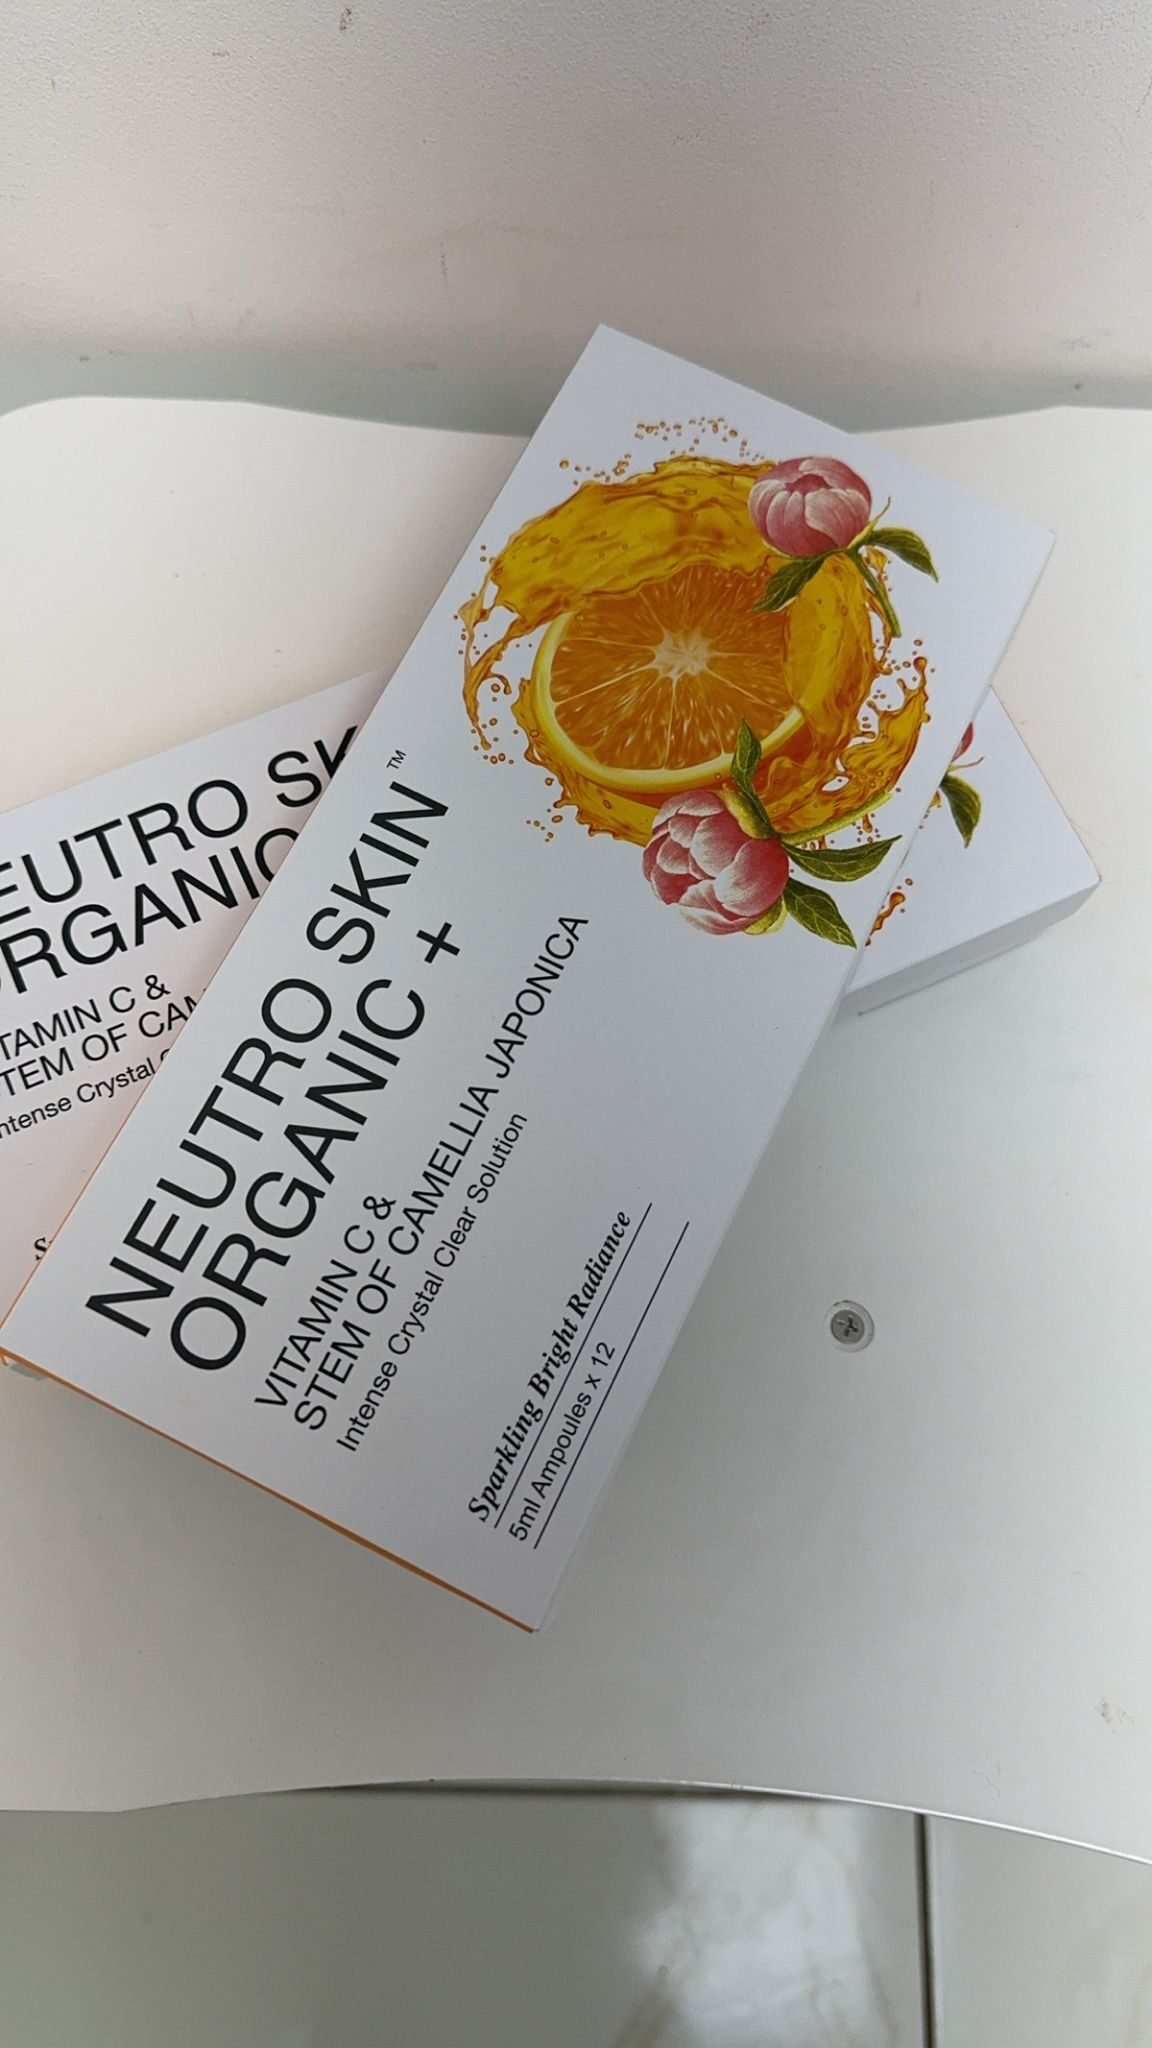 NEUTRO SKIN™
ORGANIC +
VITAMIN C &
STEM OF CAMELLIA JAPONICA
Intense Crystal Clear Solution
Sparkling Bright Radiance
5ml Ampoules x 12
EUTRO SK
RGANIC
TAMIN C &
TEM OF CAM
ntense Crystal
S